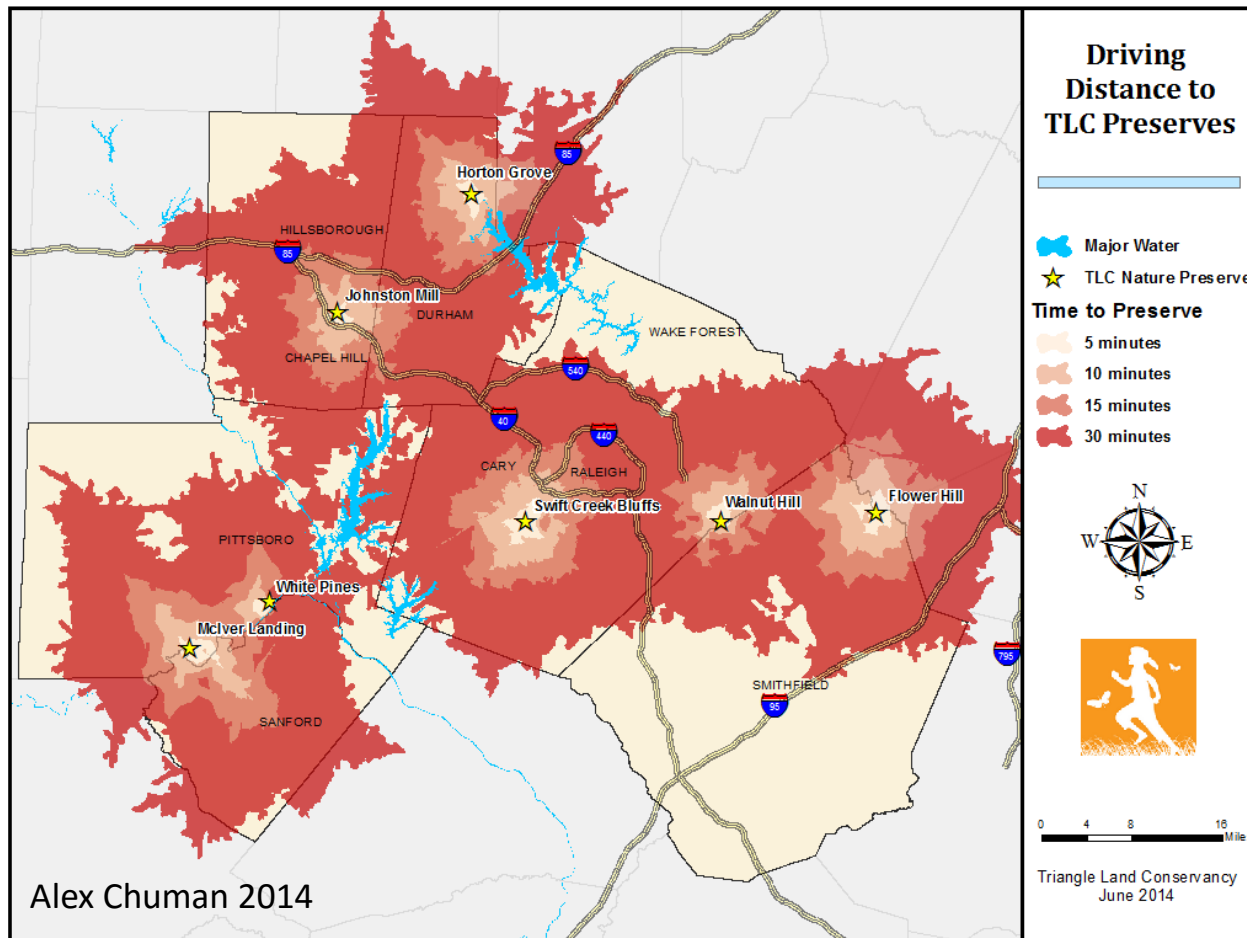 Driving
Distance to
TLC Preserves
Major Water
TLC Nature Preserve
Time to Preserve
5 minutes
10 minutes
15 minutes
30 minutes
N
W E
S
0 4 8 16
Mile
Triangle Land Conservancy
June 2014
85
Horton Grove
HILLSBOROUGH
85
Johnston Mill
DURHAM
WAKE FOREST
CHAPEL HILL
540
40
440
CARY
RALEIGH
Swift Creek Bluffs
Walnut Hill
Flower Hill
PITTSBORO
White Pines
McIver Landing
795
SMITHFIELD
95
SANFORD
Alex Chuman 2014